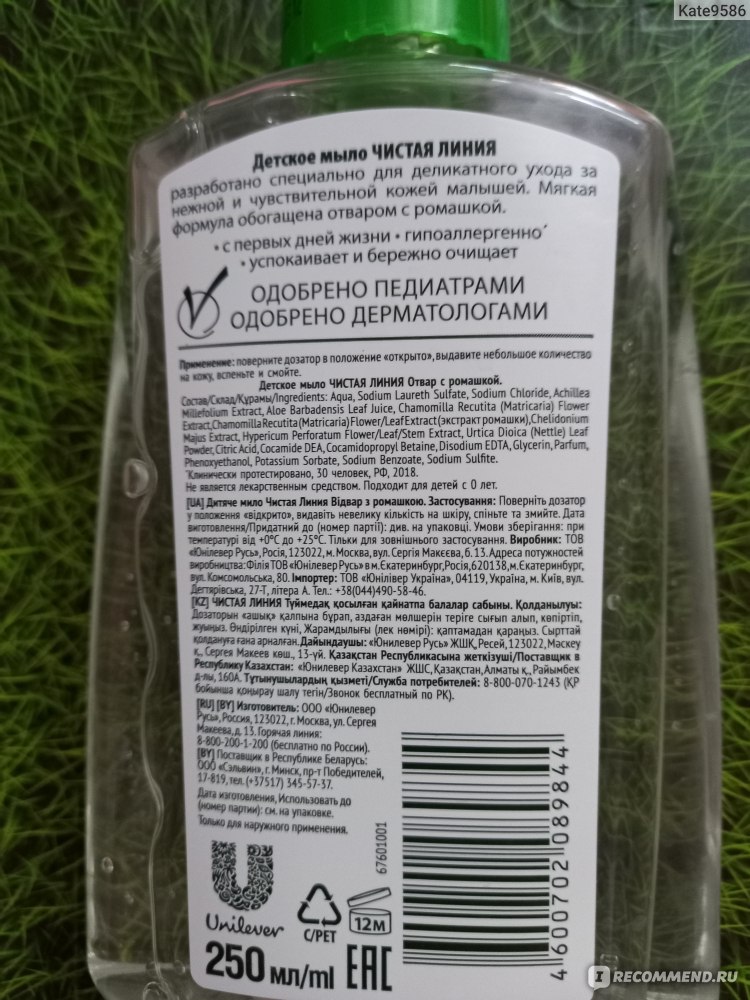 Kate9586
Детское мыло ЧИСТАЯ ЛИНИЯ
разработано специально для деликатного ухода за
нежной и чувствительной кожей малышей. Мягкая
формула обогащена отваром с ромашкой.
• с первых дней жизни • гипоаллергенно*
• успокаивает и бережно очищает
ОДОБРЕНО ПЕДИАТРАМИ
ОДОБРЕНО ДЕРМАТОЛОГАМИ
Применение: поверните дозатор в положение «открыто», выдавите небольшое количество
на кожу, вспеньте и смойте.
Детское мыло ЧИСТАЯ ЛИНИЯ Отвар с ромашкой.
Состав/Склад/Құрамы/Ingredients: Aqua, Sodium Laureth Sulfate, Sodium Chloride, Achillea
Millefolium Extract, Aloe Barbadensis Leaf Juice, Chamomilla Recutita (Matricaria) Flower
Extract, Chamomilla Recutita (Matricaria) Flower/Leaf Extract (экстракт ромашки), Chelidonium
Majus Extract, Hypericum Perforatum Flower/Leaf/Stem Extract, Urtica Dioica (Nettle) Leaf
Powder, Citric Acid, Cocamide DEA, Cocamidopropyl Betaine, Disodium EDTA, Glycerin, Parfum,
Phenoxyethanol, Potassium Sorbate, Sodium Benzoate, Sodium Sulfite.
*Клинически протестировано, 30 человек, РФ, 2018.
Не является лекарственным средством. Подходит для детей с 0 лет.
[UA] Дитяче мило Чистая Линия Відвар з ромашкою. Застосування: Поверніть дозатор
у положення «відкрито», видавіть невелику кількість на шкіру, спіньте та змийте. Дата
виготовлення/Придатний до (номер партії): див. на упаковці. Умови зберігання: при
температурі від +0°С до +25°С. Тільки для зовнішнього застосування. Виробник: ТОВ
«Юнілевер Русь», Росія, 123022, м. Москва, вул. Сергія Макєєва, б. 13. Адреса потужностей
виробництва: Філія ТОВ «Юнілевер Русь» в м. Екатеринбург, Росія, 620138, м. Екатеринбург,
вул. Комсомольська, 80. Імпортер: ТОВ «Юнілівер Україна», 04119, Україна, м. Київ, вул.
Дегтярівська, 27-Т, літера А. Тел.: +38(044)490-58-46.
[KZ] ЧИСТАЯ ЛИНИЯ Түймедақ қосылған қайнатпа балалар сабыны. Қолданылуы:
Дозаторын «ашық» қалпына бұрап, аздаған мөлшерін теріге сығып алып, көпіртіп,
жуыңыз. Өндірілген күні, Жарамдылығы (лек нөмірі): қаптамадан қараңыз. Сырттай
қолдануға ғана арналған. Дайындаушы: «Юнилевер Русь» ЖШҚ, Ресей, 123022, Мәскеу
қ., Сергея Макеев көш., 13-үй. Қазақстан Республикасына жеткізуші/Поставщик в
Республику Казахстан: «Юнилевер Казахстан» ЖШС, Қазақстан, Алматы қ., Райымбек
д-лы, 160А. Тұтынушылардың қызметі/Служба потребителей: 8-800-070-1243 (ҚР
бойынша қоңырау шалу тегін/Звонок бесплатный по РК).
[RU] [BY] Изготовитель: ООО «Юнилевер
Русь», Россия, 123022, г. Москва, ул. Сергея
Макеева, д. 13. Горячая линия:
8-800-200-1-200 (бесплатно по России).
[BY] Поставщик в Республике Беларусь:
ООО «Сэльвин», г. Минск, пр-т Победителей,
17-819, тел. (+37517) 345-57-37.
Дата изготовления, Использовать до
(номер партии): см. на упаковке.
Только для наружного применения.
67601001
Unilever
C/PET
12М
250 мл/ml EAC
4600702089844
IRECOMMEND.RU